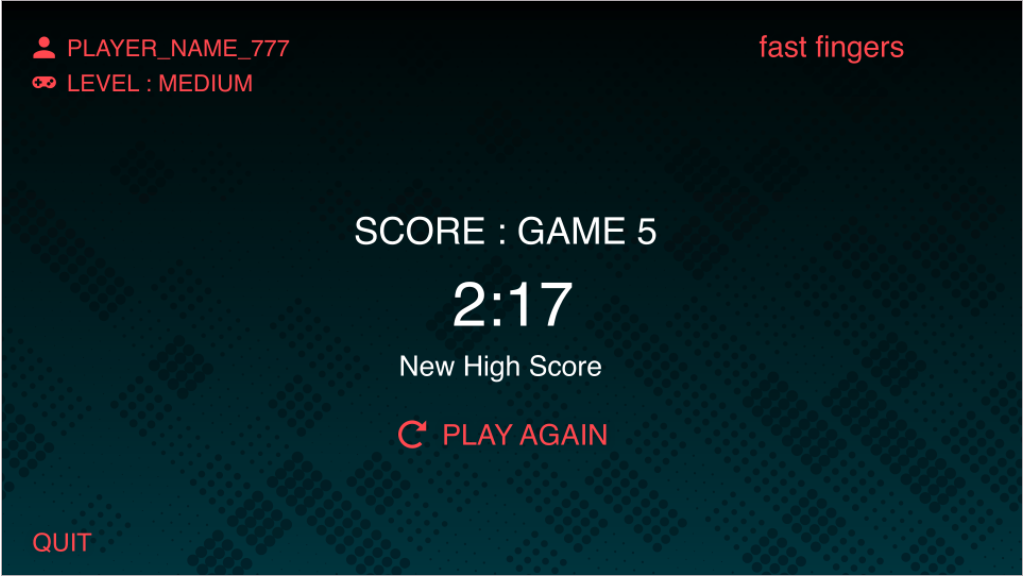 PLAYER_NAME_777
fast fingers
LEVEL : MEDIUM
SCORE : GAME 5
2:17
New High Score
PLAY AGAIN
QUIT